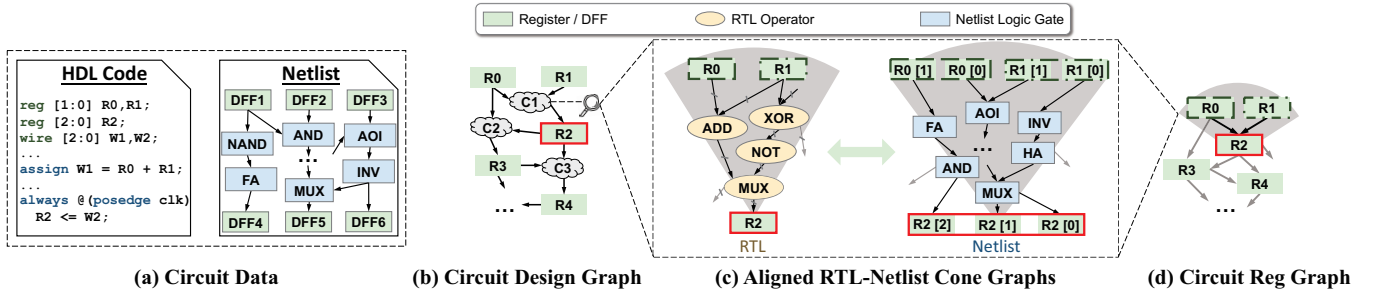 Register / DFF
RTL Operator
Netlist Logic Gate
HDL Code
reg [1:0] R0,R1;
reg [2:0] R2;
wire [2:0] W1,W2;
...
assign W1 = R0 + R1;
...
always @(posedge clk)
R2 <= W2;
Netlist
DFF1 DFF2 DFF3
NAND AND AOI
...
FA MUX INV
DFF4 DFF5 DFF6
R0 R1
C1
C2 R2
R3 C3
... R4
R0 R1
ADD XOR
NOT
MUX
R2
RTL
R0 [1] R0 [0] R1 [1] R1 [0]
FA AOI INV
... HA
AND MUX
R2 [2] R2 [1] R2 [0]
Netlist
R0 R1
R2
R3 R4
...
(a) Circuit Data
(b) Circuit Design Graph
(c) Aligned RTL-Netlist Cone Graphs
(d) Circuit Reg Graph